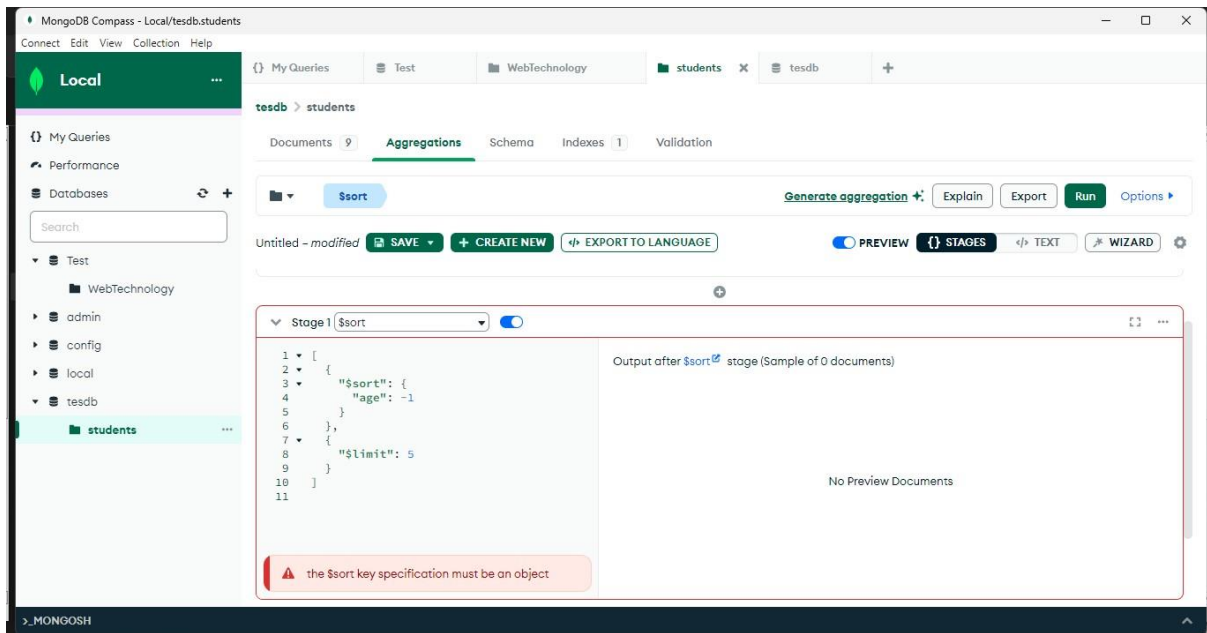 MongoDB Compass - Local/tesdb.students
Connect Edit View Collection Help
Local ...
{} My Queries
Performance
Databases
Search
Test
WebTechnology
admin
config
local
tesdb
students ...
{} My Queries Test WebTechnology students tesdb
tesdb > students
Documents 9 Aggregations Schema Indexes 1 Validation
$sort Generate aggregation Explain Export Run Options
Untitled – modified SAVE + CREATE NEW </> EXPORT TO LANGUAGE PREVIEW {} STAGES </> TEXT WIZARD
Stage 1 $sort
1 [
2 {
3 "$sort": {
4 "age": -1
5 }
6 },
7 {
8 "$limit": 5
9 }
10 ]
11
the $sort key specification must be an object
Output after $sort stage (Sample of 0 documents)
No Preview Documents
>_MONGOSH